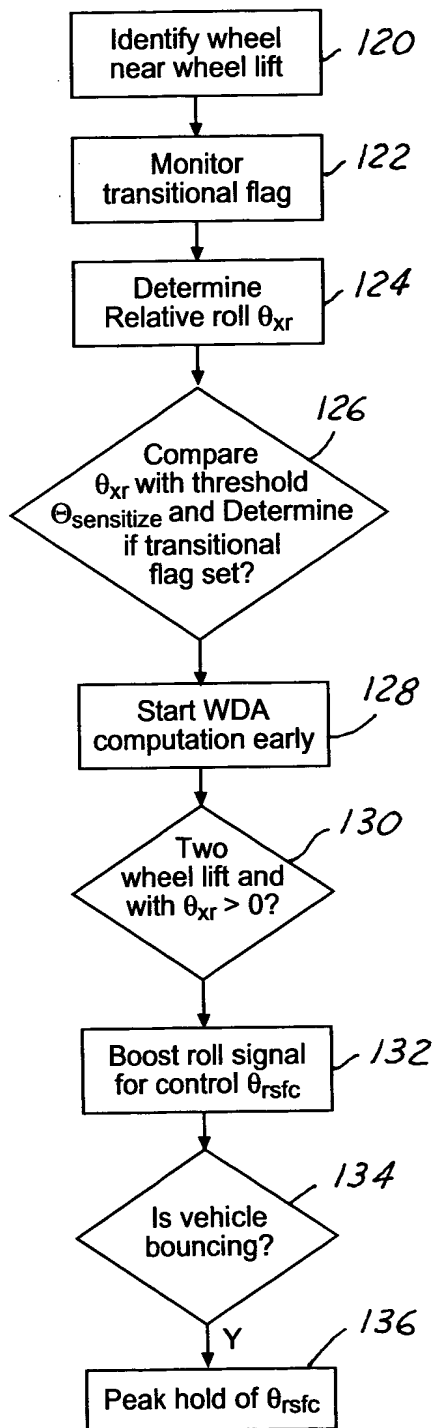 Identify wheel
near wheel lift
120
Monitor
transitional flag
122
Determine
Relative roll θxr
124
126
Compare
θxr with threshold
Θsensitize and Determine
if transitional
flag set?
Start WDA
computation early
128
130
Two
wheel lift and
with θxr > 0?
Boost roll signal
for control θrsfc
132
134
Is vehicle
bouncing?
Y
136
Peak hold of θrsfc